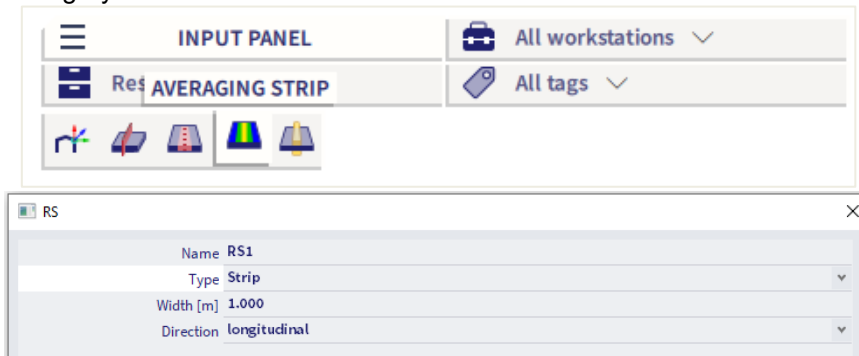 INPUT PANEL
All workstations
Res
AVERAGING STRIP
All tags
RS
Name RS1
Type Strip
Width [m] 1.000
Direction longitudinal